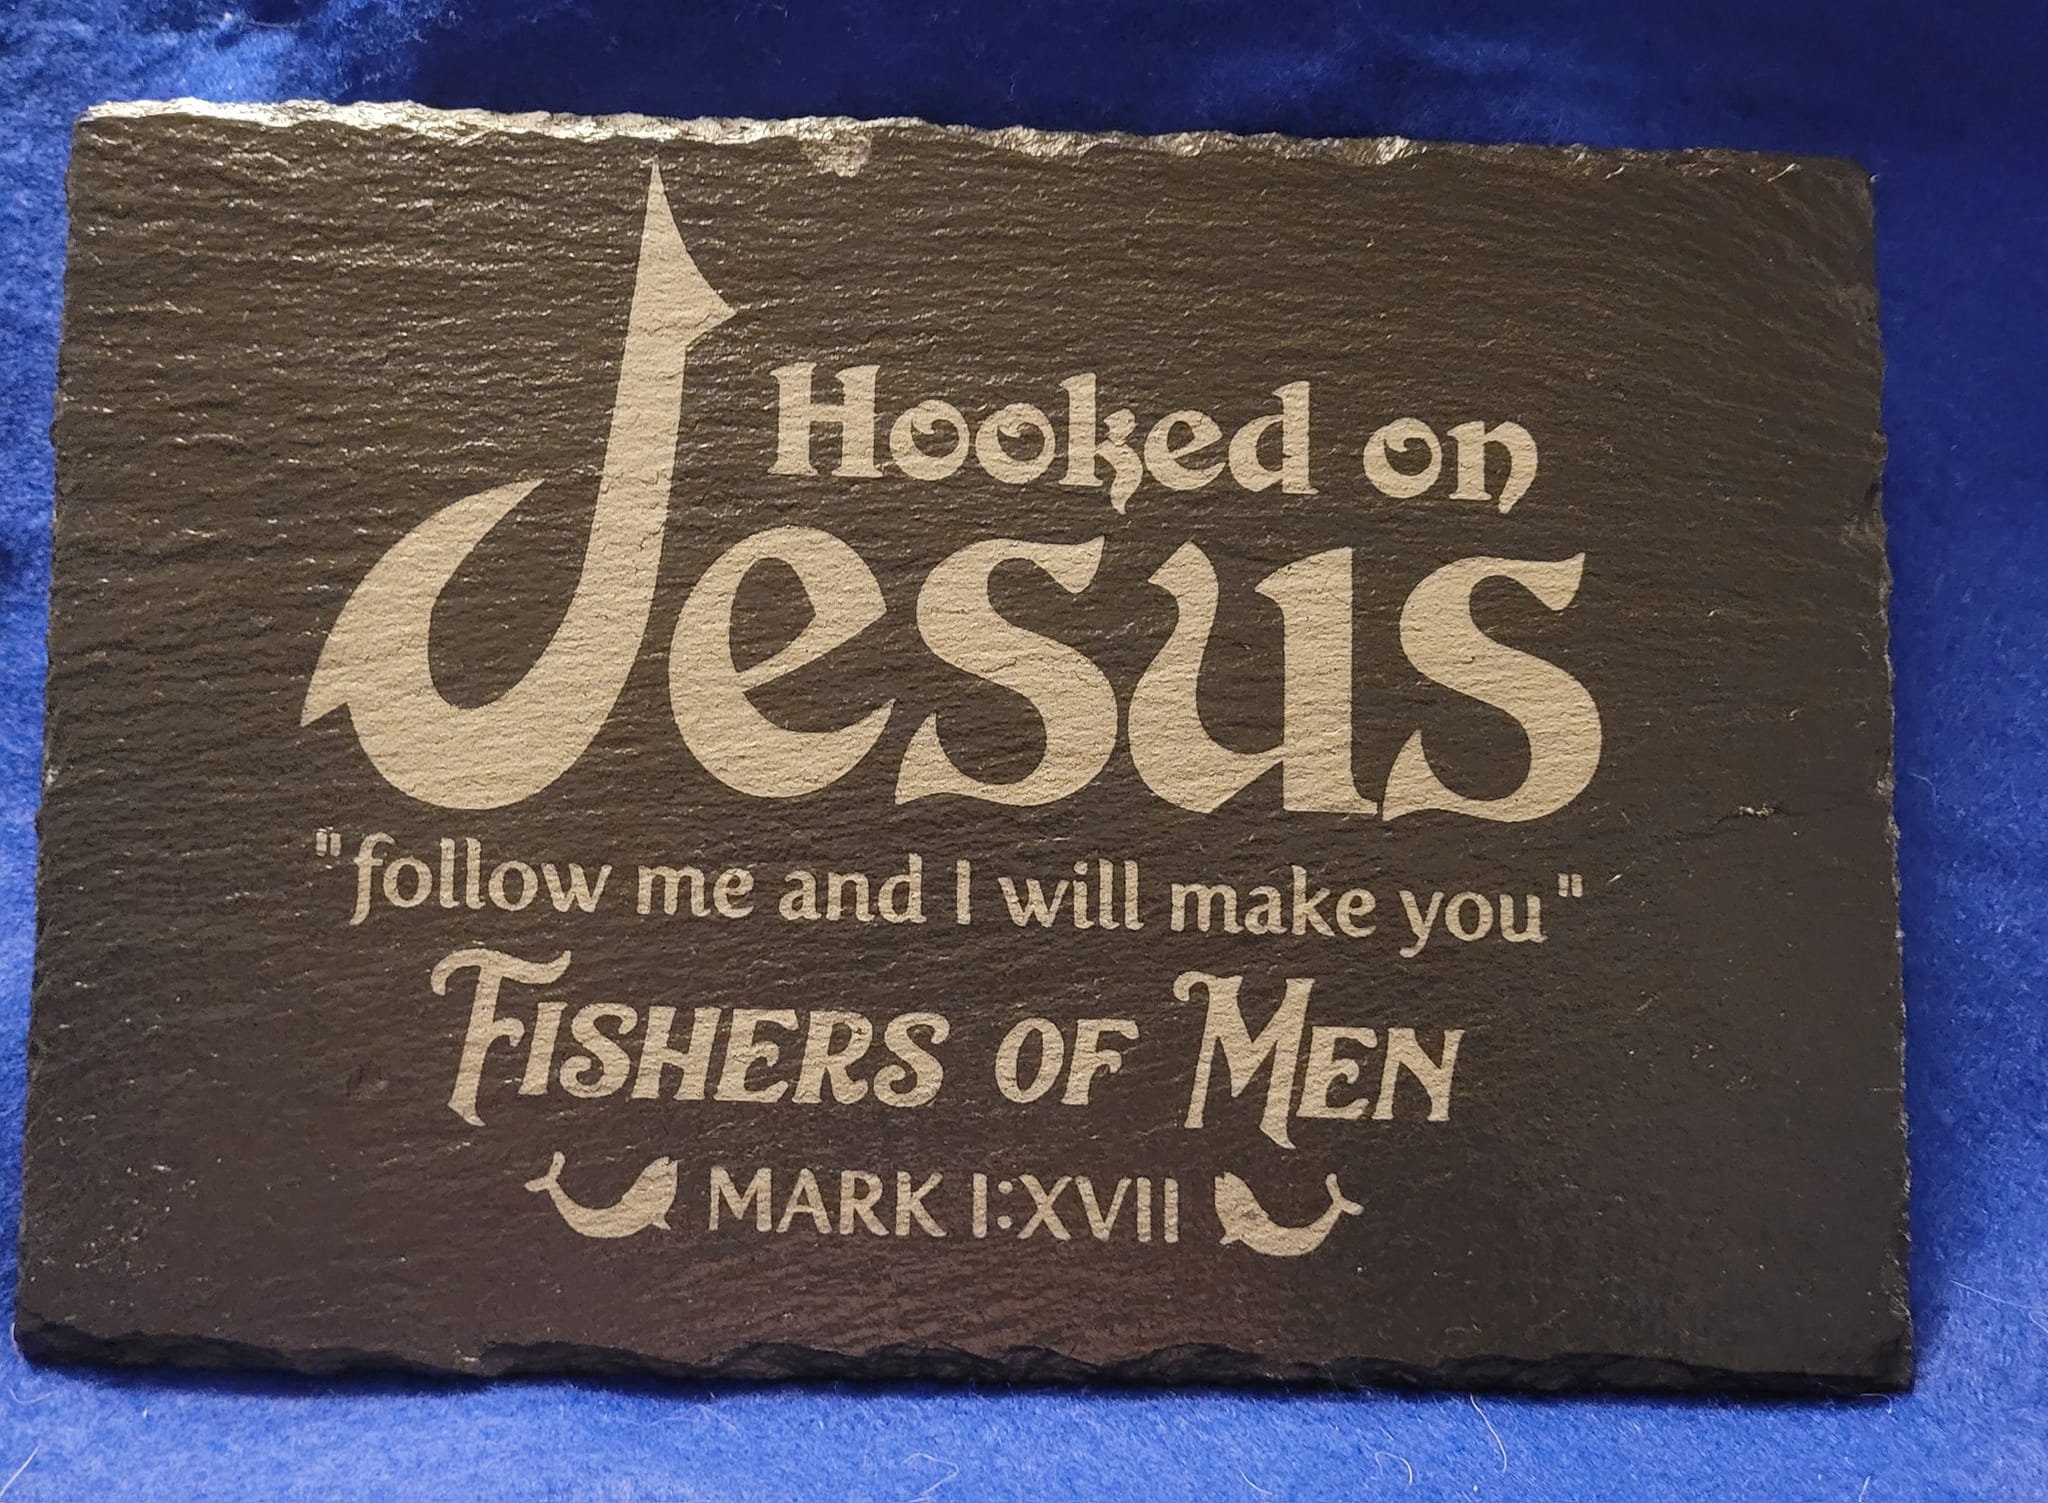 Hooked on
Jesus
"follow me and I will make you"
FISHERS OF MEN
MARK I:XVII